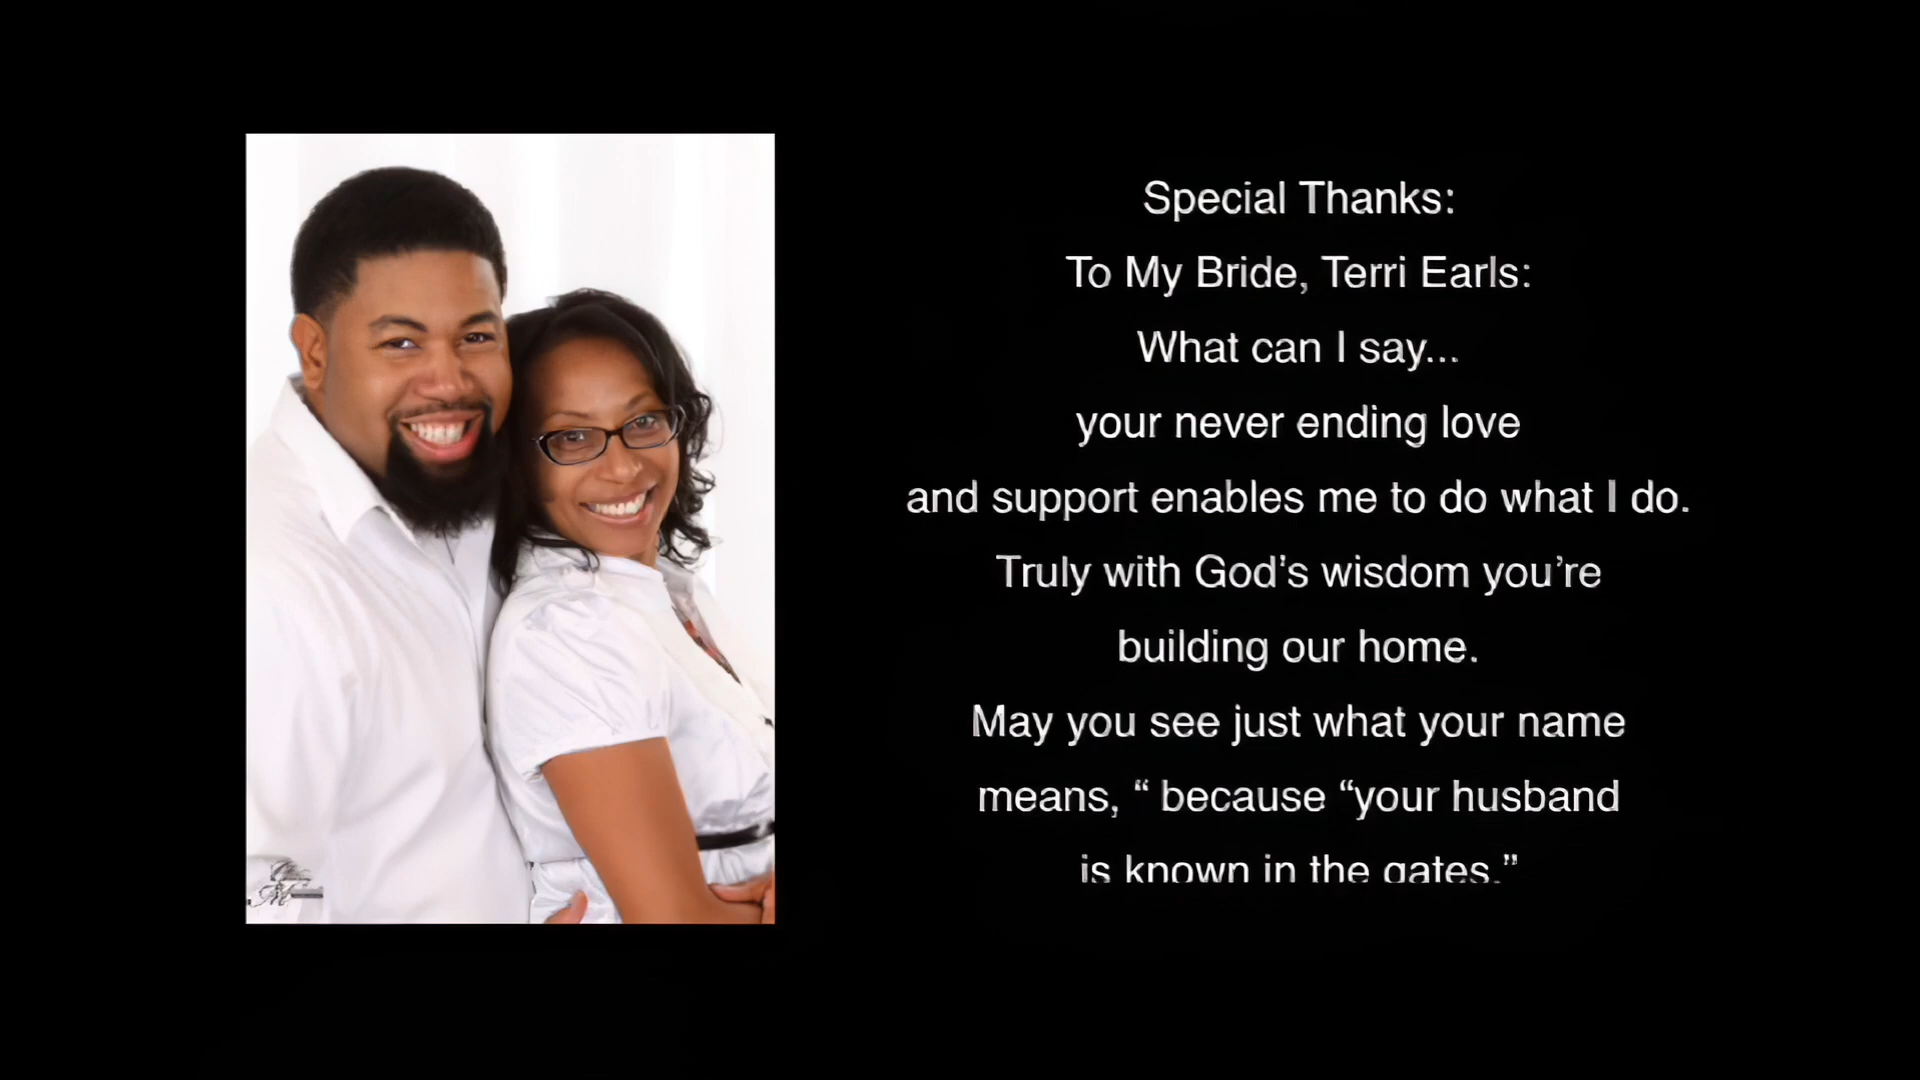 Special Thanks:
To My Bride, Terri Earls:
What can I say...
your never ending love
and support enables me to do what I do.
Truly with God’s wisdom you’re
building our home.
May you see just what your name
means, “ because “your husband
is known in the gates.”